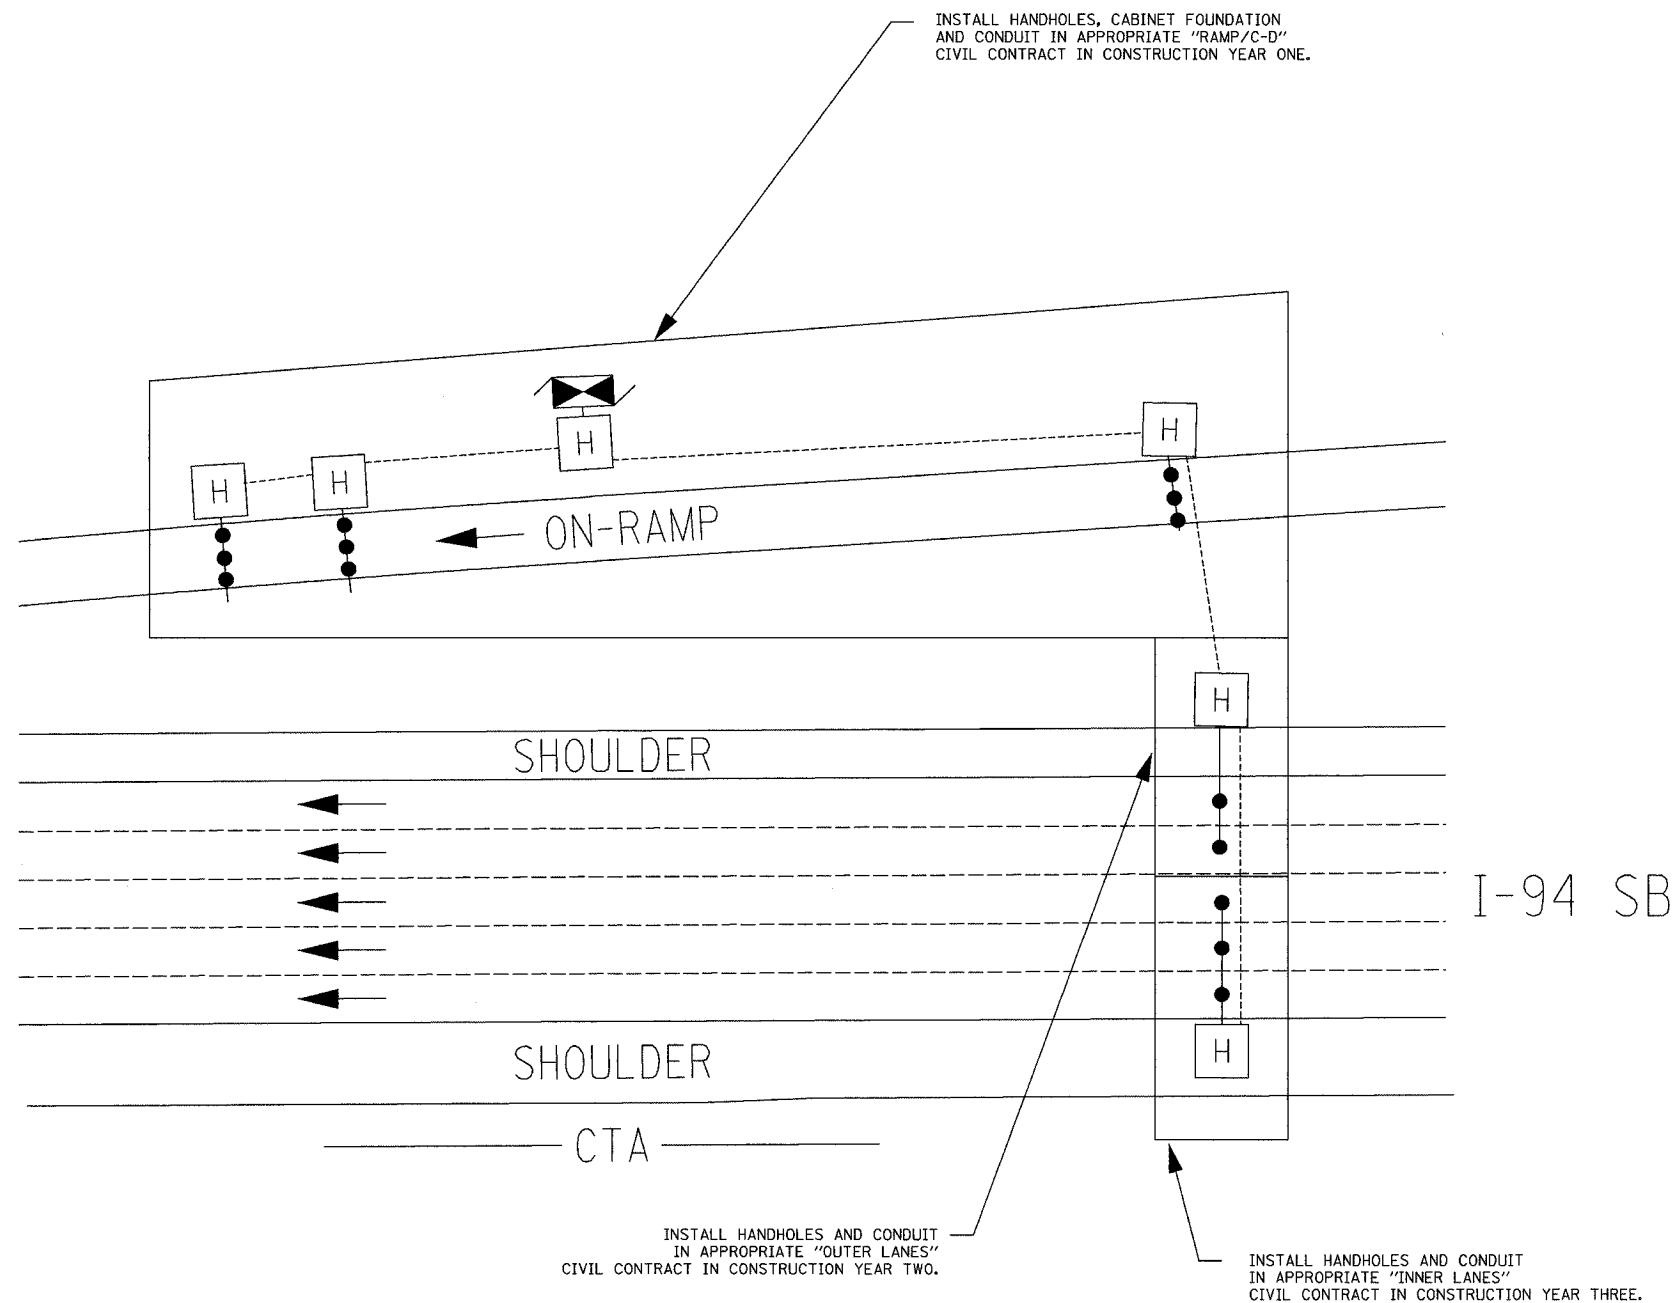 INSTALL HANDHOLES, CABINET FOUNDATION
AND CONDUIT IN APPROPRIATE "RAMP/C-D"
CIVIL CONTRACT IN CONSTRUCTION YEAR ONE.
H
H
H
H
ON-RAMP
H
SHOULDER
I-94 SB
SHOULDER
H
CTA
INSTALL HANDHOLES AND CONDUIT
IN APPROPRIATE "OUTER LANES"
CIVIL CONTRACT IN CONSTRUCTION YEAR TWO.
INSTALL HANDHOLES AND CONDUIT
IN APPROPRIATE "INNER LANES"
CIVIL CONTRACT IN CONSTRUCTION YEAR THREE.